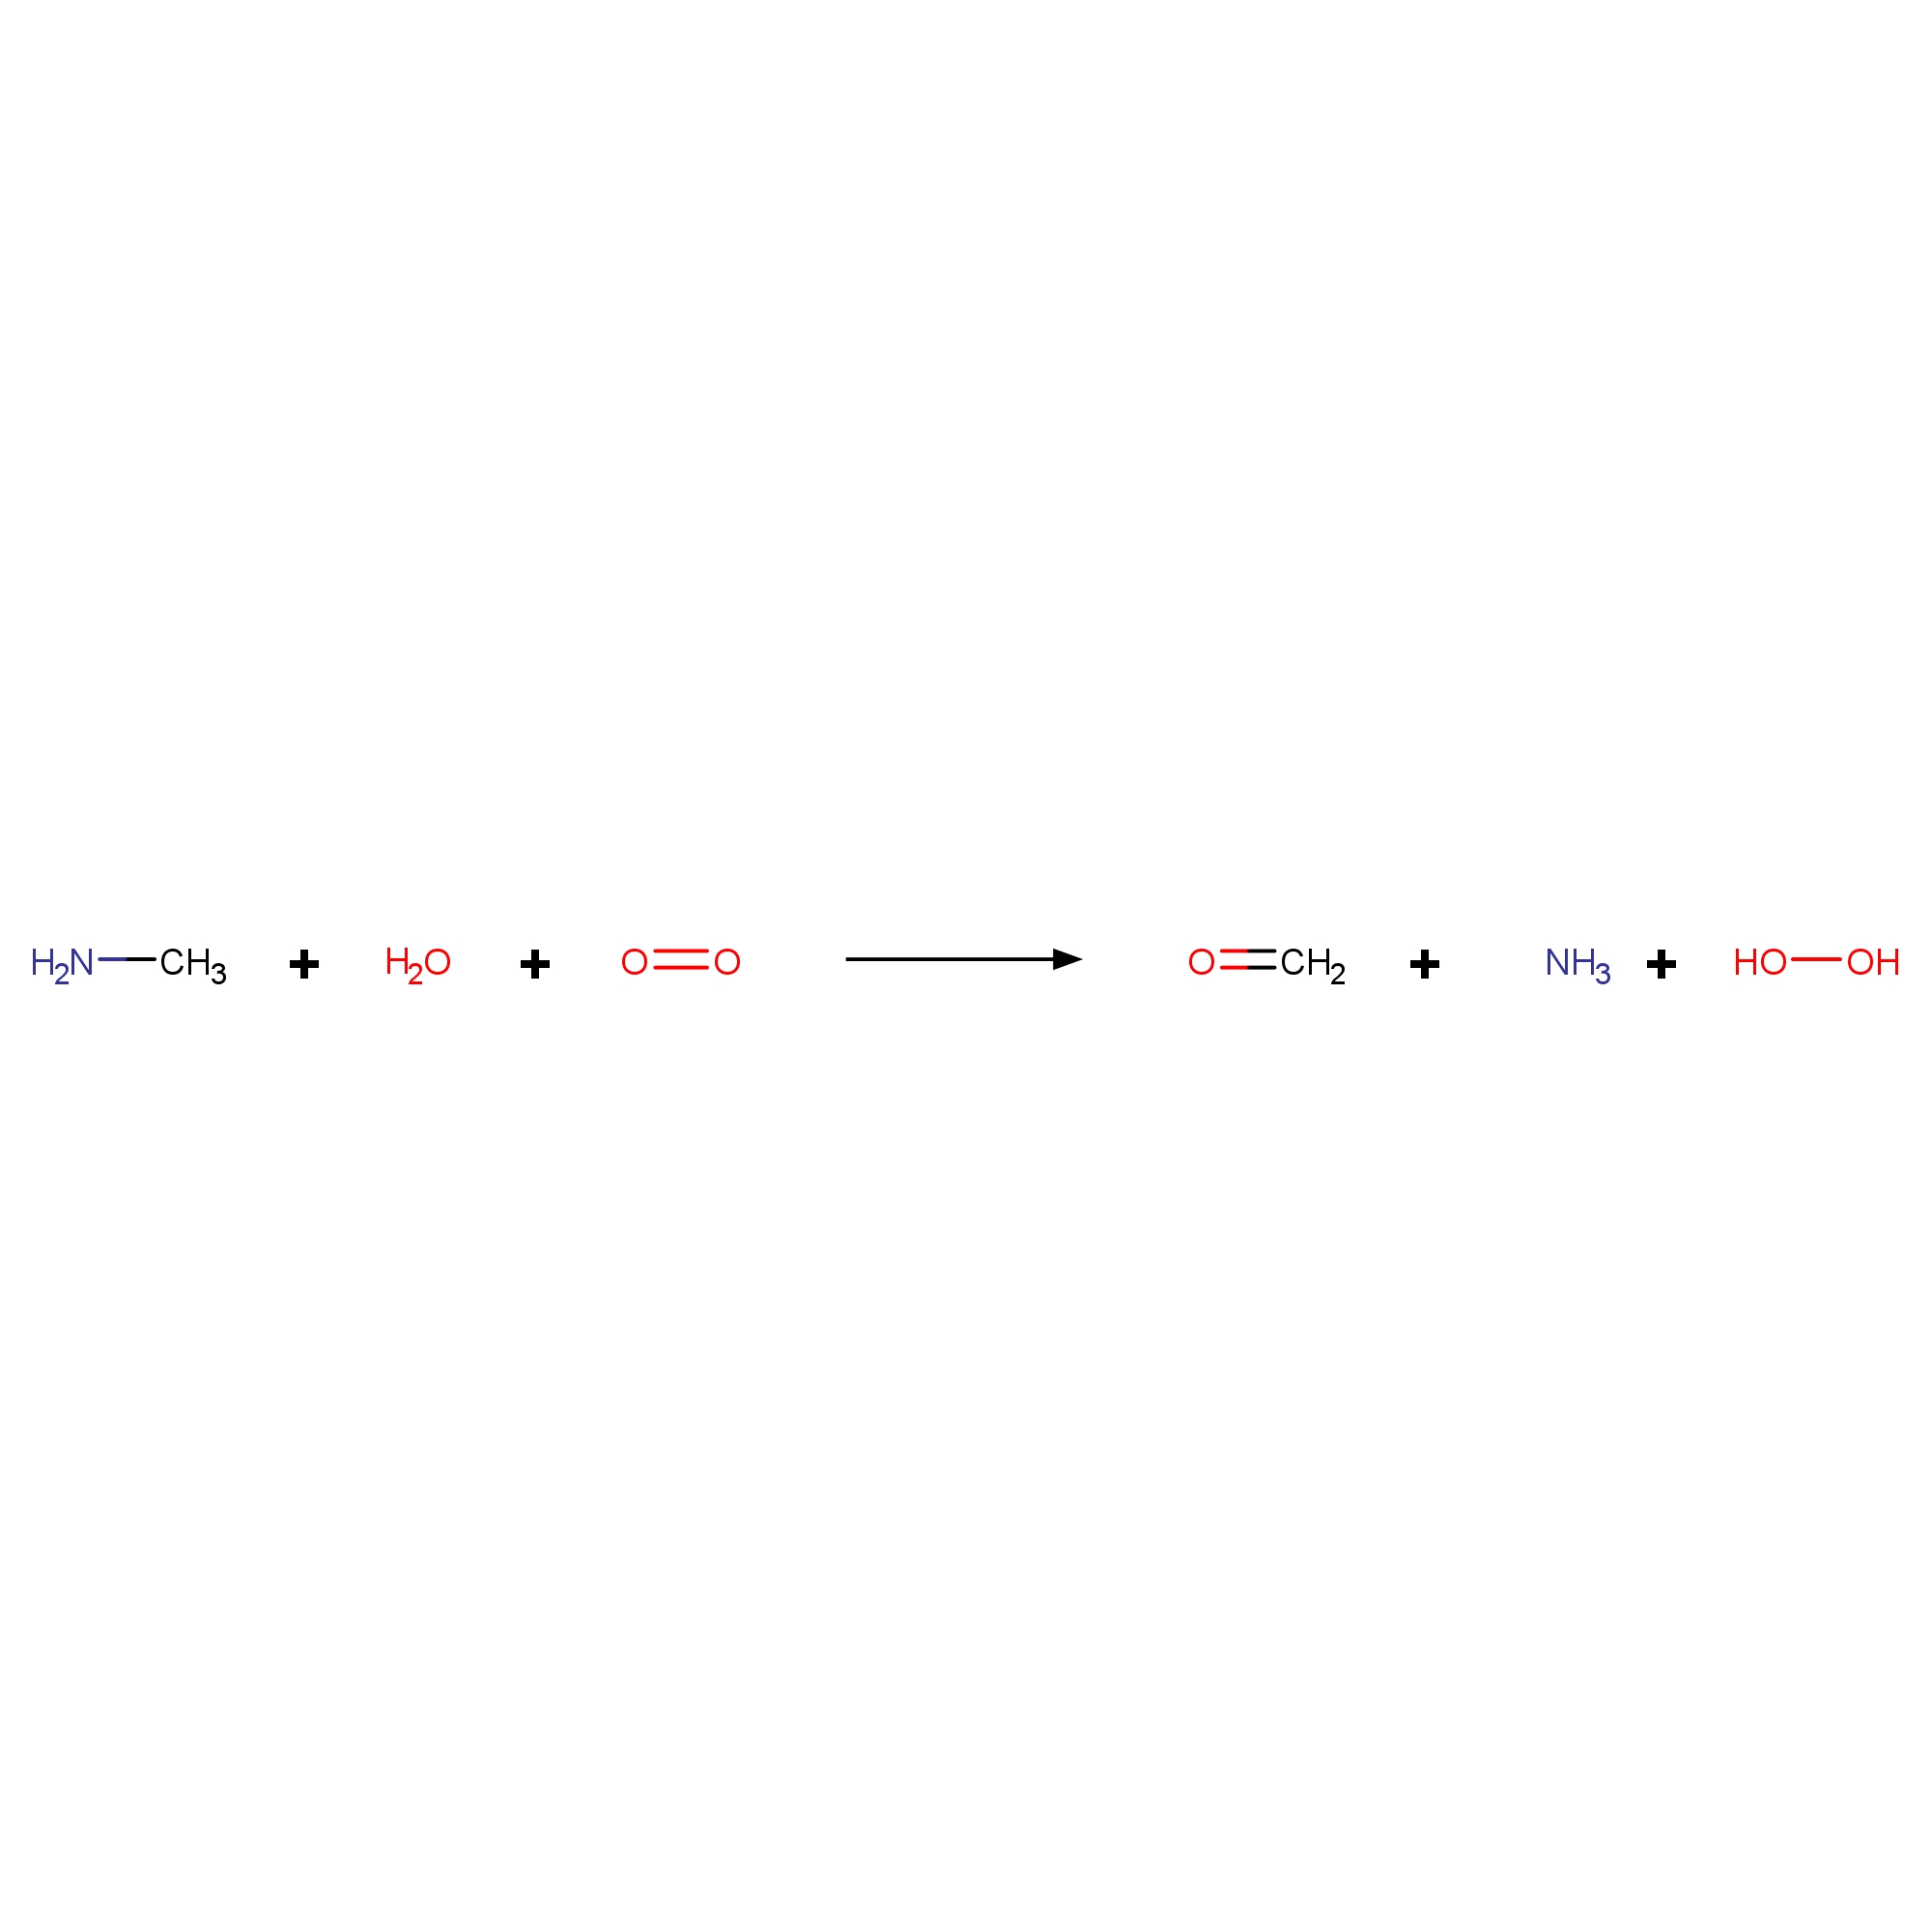 H₂N—CH₃ + H₂O + O=O → O=CH₂ + NH₃ + HO—OH